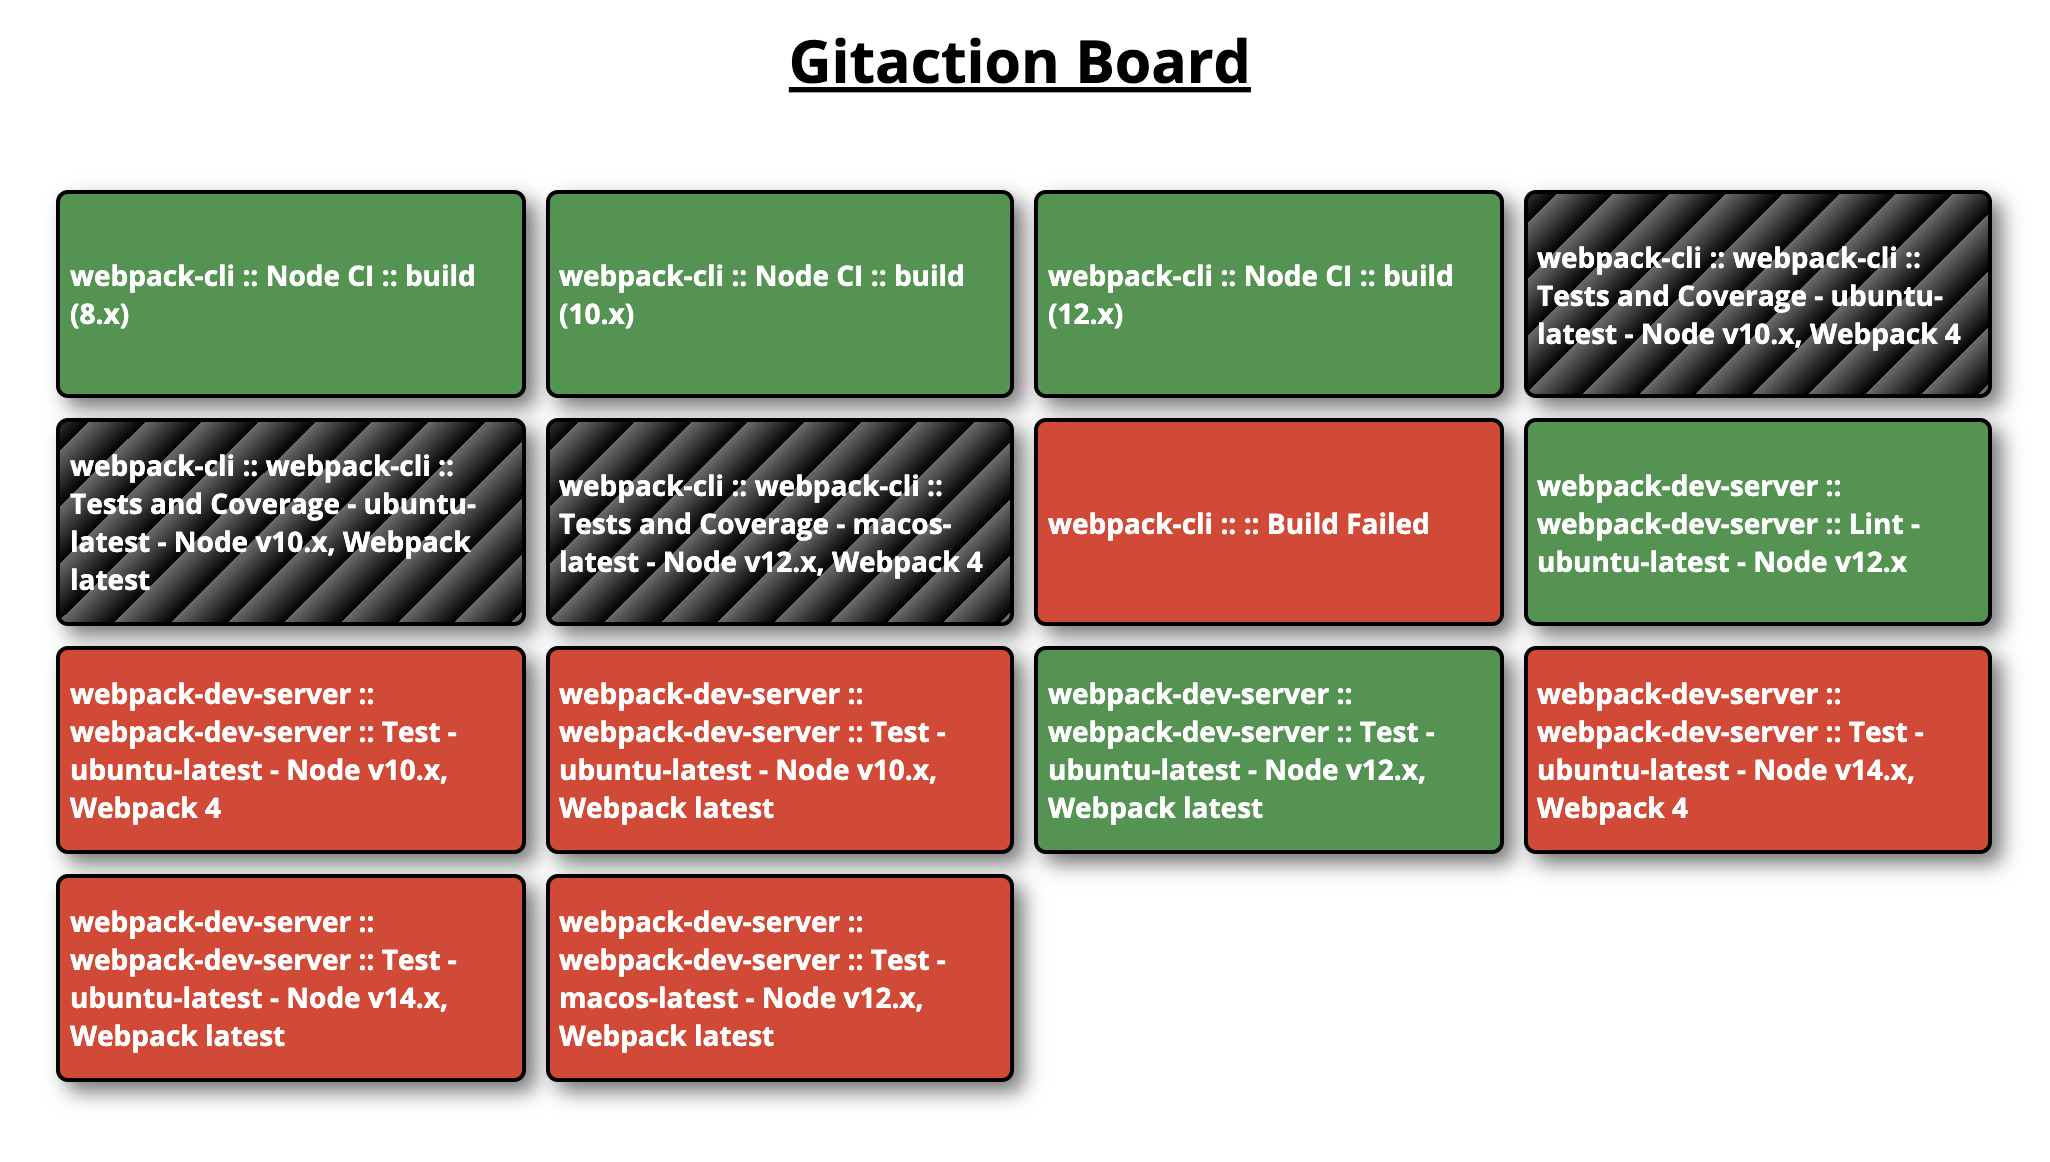 Gitaction Board
webpack-cli :: Node CI :: build
(8.x)
webpack-cli :: Node CI :: build
(10.x)
webpack-cli :: Node CI :: build
(12.x)
webpack-cli :: webpack-cli ::
Tests and Coverage - ubuntu-
latest - Node v10.x, Webpack 4
webpack-cli :: webpack-cli ::
Tests and Coverage - ubuntu-
latest - Node v10.x, Webpack
latest
webpack-cli :: webpack-cli ::
Tests and Coverage - macos-
latest - Node v12.x, Webpack 4
webpack-cli :: :: Build Failed
webpack-dev-server ::
webpack-dev-server :: Lint -
ubuntu-latest - Node v12.x
webpack-dev-server ::
webpack-dev-server :: Test -
ubuntu-latest - Node v10.x,
Webpack 4
webpack-dev-server ::
webpack-dev-server :: Test -
ubuntu-latest - Node v10.x,
Webpack latest
webpack-dev-server ::
webpack-dev-server :: Test -
ubuntu-latest - Node v12.x,
Webpack latest
webpack-dev-server ::
webpack-dev-server :: Test -
ubuntu-latest - Node v14.x,
Webpack 4
webpack-dev-server ::
webpack-dev-server :: Test -
ubuntu-latest - Node v14.x,
Webpack latest
webpack-dev-server ::
webpack-dev-server :: Test -
macos-latest - Node v12.x,
Webpack latest